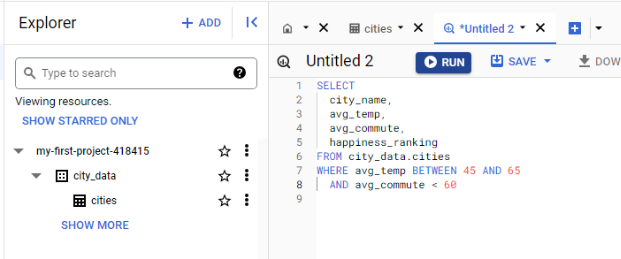 Explorer
+ ADD
cities
*Untitled 2
Type to search
?
Viewing resources.
SHOW STARRED ONLY
my-first-project-418415
city_data
cities
SHOW MORE
Untitled 2
RUN
SAVE
DOW
1 SELECT
2 city_name,
3 avg_temp,
4 avg_commute,
5 happiness_ranking
6 FROM city_data.cities
7 WHERE avg_temp BETWEEN 45 AND 65
8 AND avg_commute < 60
9